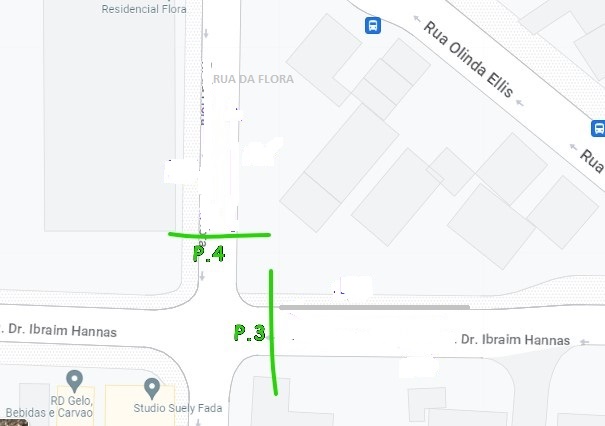 Residencial Flora
RUA DA FLORA
Rua Olinda Ellis
Rua
P.4
P.3
. Dr. Ibraim Hannas
. Dr. Ibraim Hannas
RD Gelo,
Bebidas e Carvao
Studio Suely Fada